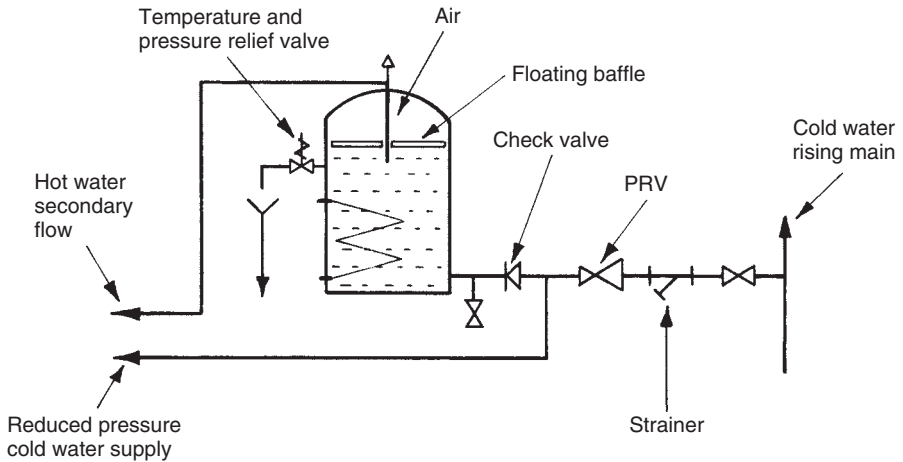 Temperature and
pressure relief valve
Air
Floating baffle
Check valve
Cold water
rising main
PRV
Hot water
secondary
flow
Reduced pressure
cold water supply
Strainer